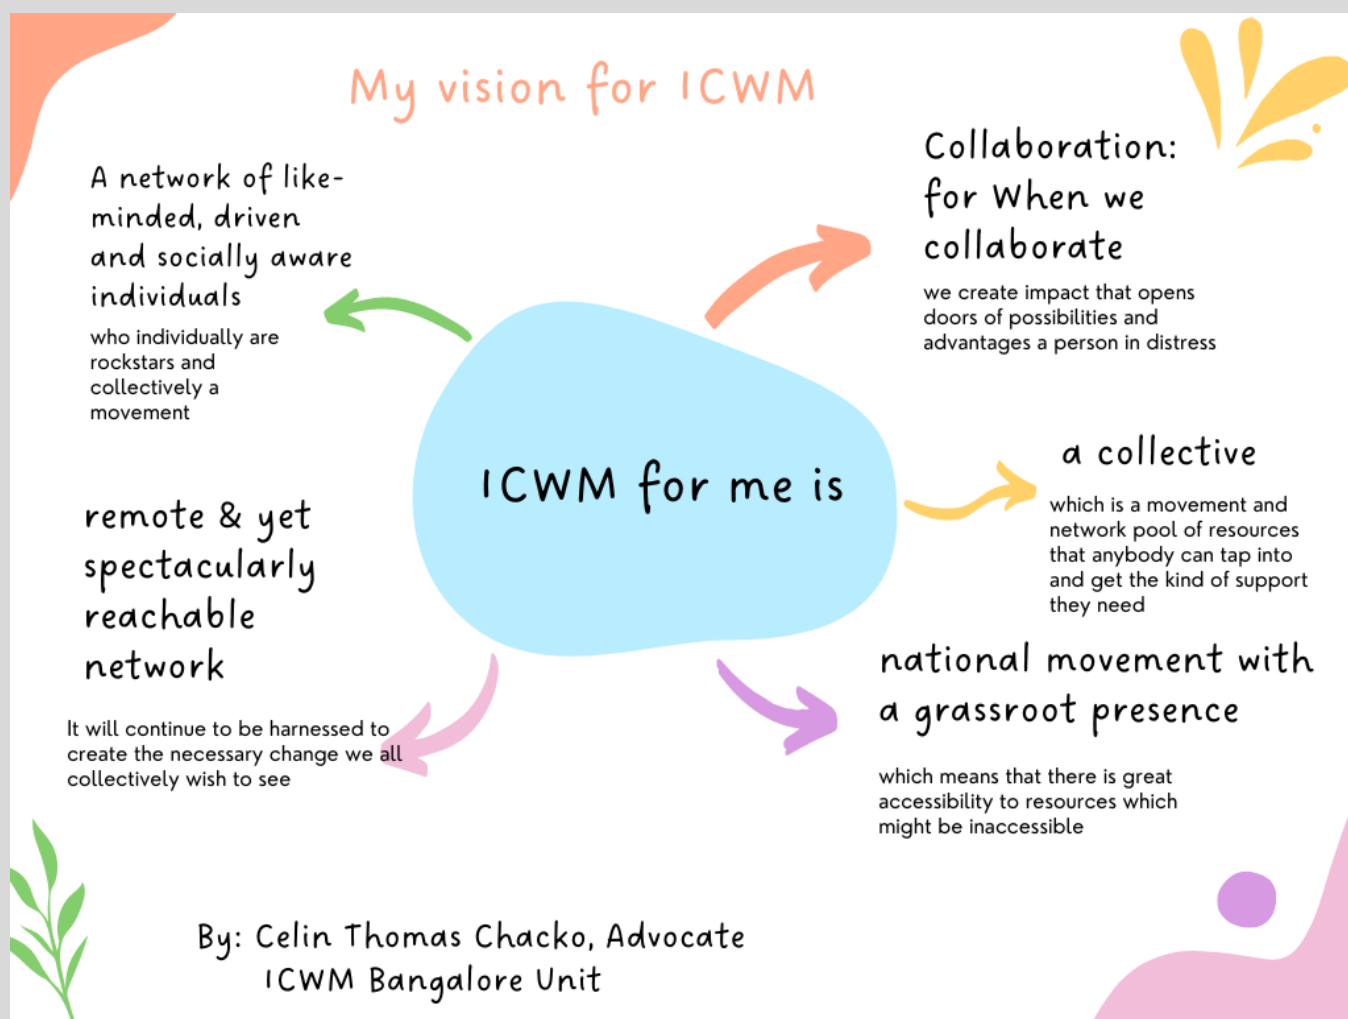 My vision for ICWM
A network of like-
minded, driven
and socially aware
individuals
who individually are
rockstars and
collectively a
movement
Collaboration:
for When we
collaborate
we create impact that opens
doors of possibilities and
advantages a person in distress
ICWM for me is
a collective
which is a movement and
network pool of resources
that anybody can tap into
and get the kind of support
they need
remote & yet
spectacularly
reachable
network
It will continue to be harnessed to
create the necessary change we all
collectively wish to see
national movement with
a grassroot presence
which means that there is great
accessibility to resources which
might be inaccessible
By: Celin Thomas Chacko, Advocate
ICWM Bangalore Unit